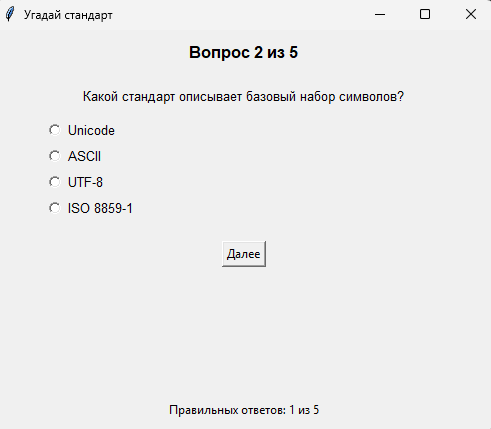 Угадай стандарт
Вопрос 2 из 5
Какой стандарт описывает базовый набор символов?
Unicode
ASCII
UTF-8
ISO 8859-1
Далее
Правильных ответов: 1 из 5